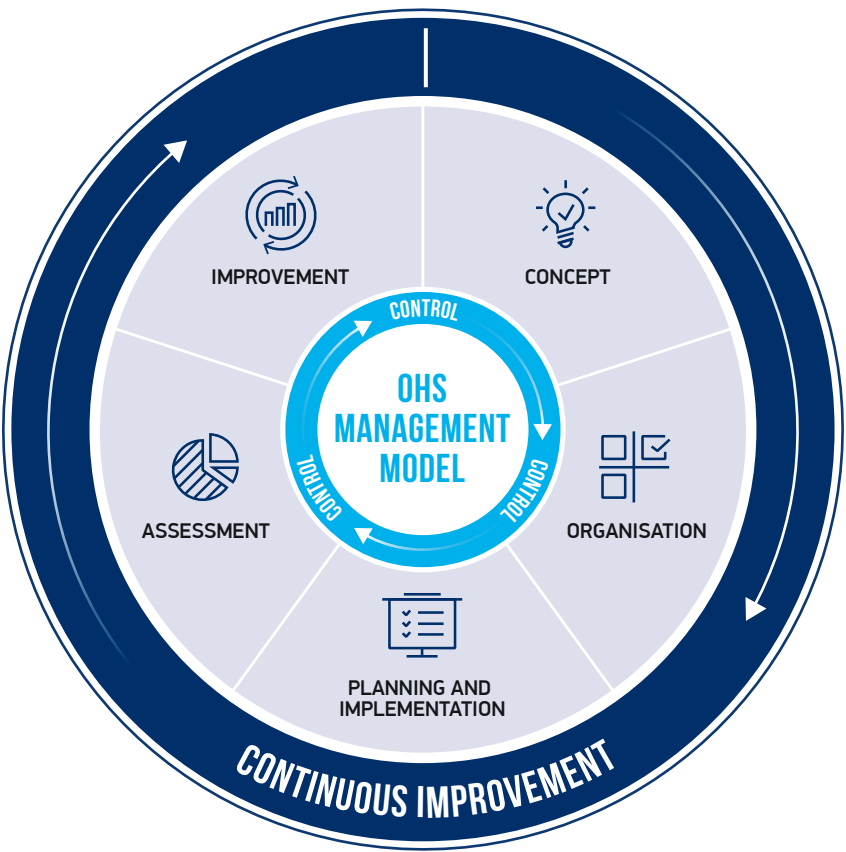 IMPROVEMENT
CONCEPT
CONTROL
OHS
MANAGEMENT
MODEL
CONTROL
CONTROL
ASSESSMENT
ORGANISATION
PLANNING AND
IMPLEMENTATION
CONTINUOUS IMPROVEMENT